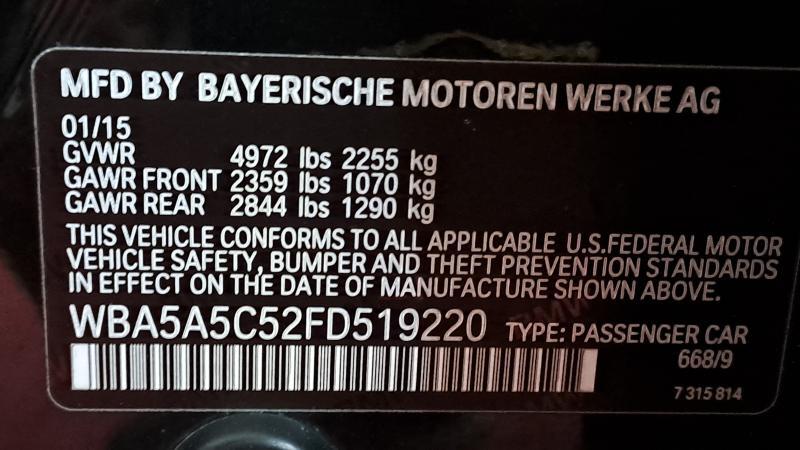 MFD BY BAYERISCHE MOTOREN WERKE AG
01/15
GVWR 4972 lbs 2255 kg
GAWR FRONT 2359 lbs 1070 kg
GAWR REAR 2844 lbs 1290 kg
THIS VEHICLE CONFORMS TO ALL APPLICABLE U.S.FEDERAL MOTOR
VEHICLE SAFETY, BUMPER AND THEFT PREVENTION STANDARDS
IN EFFECT ON THE DATE OF MANUFACTURE SHOWN ABOVE.
WBA5A5C52FD519220 TYPE: PASSENGER CAR
668/9
7 315 814